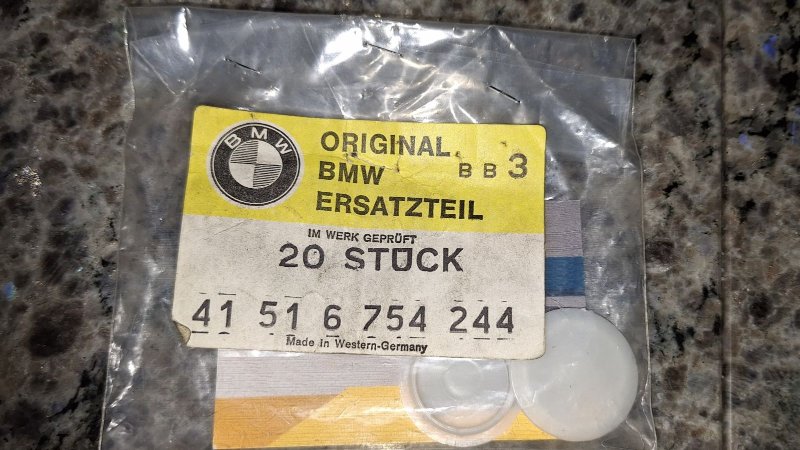 BMW
ORIGINAL
BMW
ERSATZTEIL
B B 3
IM WERK GEPRÜFT
20 STÜCK
41 51 6 754 244
Made in Western-Germany